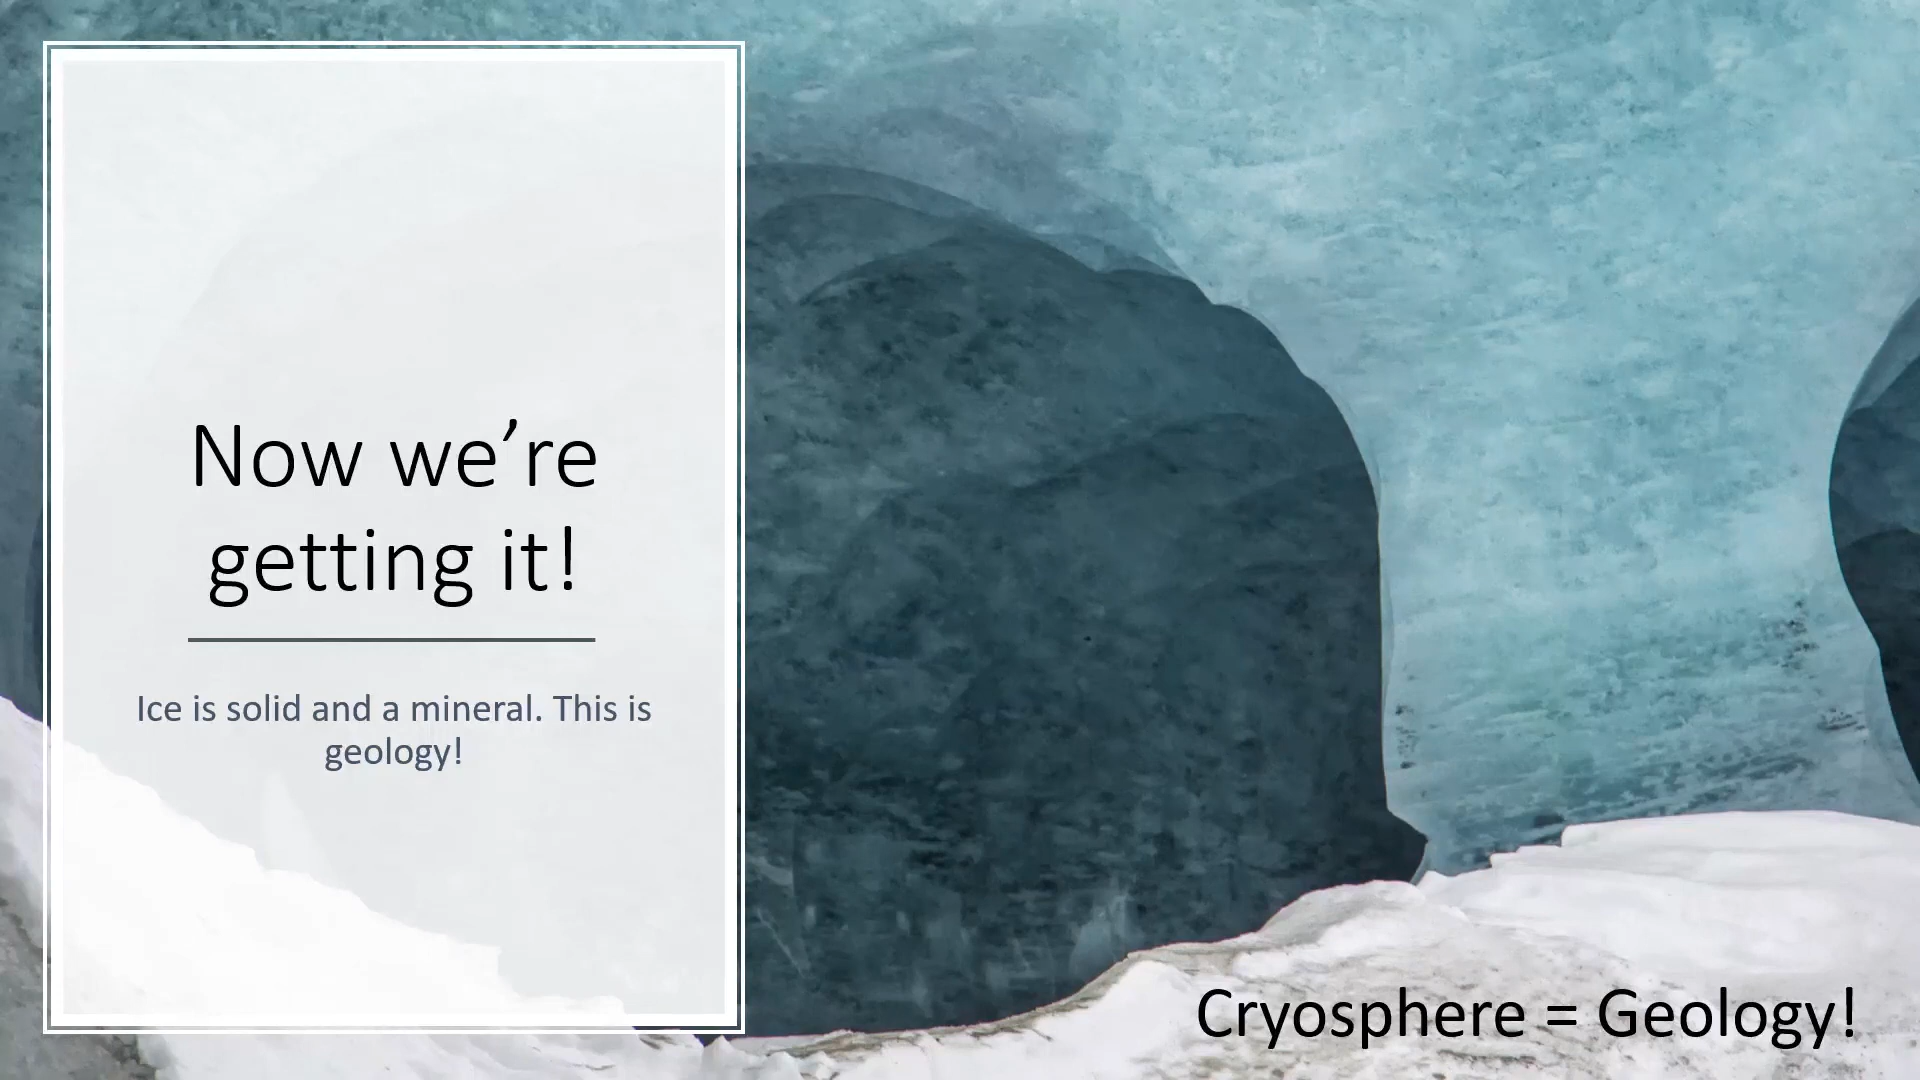 Now we’re
getting it!
Ice is solid and a mineral. This is
geology!
Cryosphere = Geology!